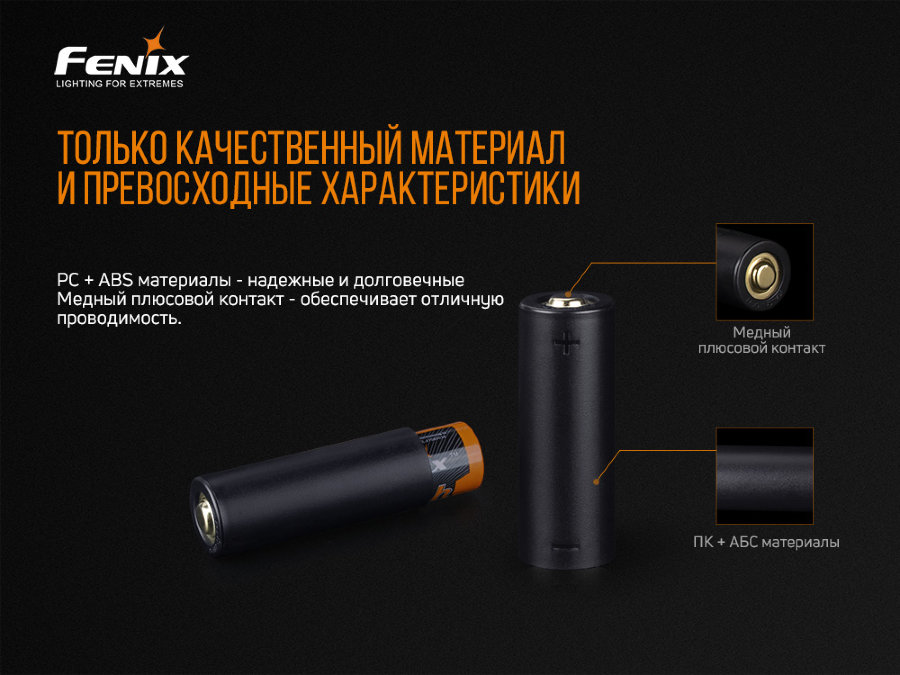 FENIX
LIGHTING FOR EXTREMES
ТОЛЬКО КАЧЕСТВЕННЫЙ МАТЕРИАЛ
И ПРЕВОСХОДНЫЕ ХАРАКТЕРИСТИКИ
PC + ABS материалы - надежные и долговечные
Медный плюсовой контакт - обеспечивает отличную
проводимость.
Медный
плюсовой контакт
ПК + АБС материалы
+
−